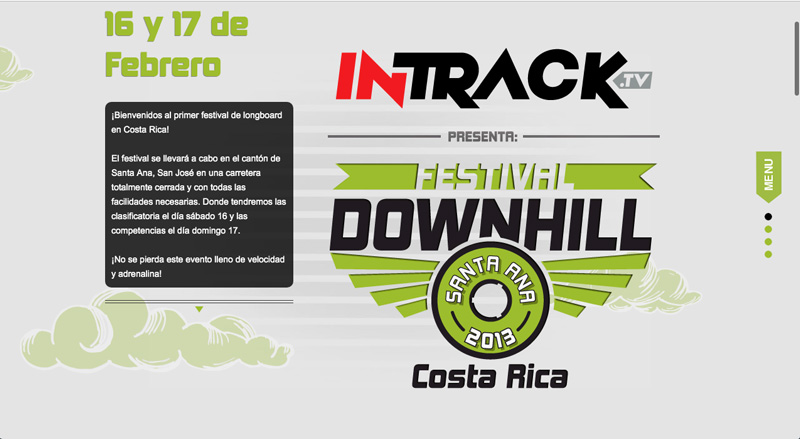 16 y 17 de
Febrero
¡Bienvenidos al primer festival de longboard
en Costa Rica!
El festival se llevará a cabo en el cantón de
Santa Ana, San José en una carretera
totalmente cerrada y con todas las
facilidades necesarias. Donde tendremos las
clasificatoria el día sábado 16 y las
competencias el día domingo 17.
¡No se pierda este evento lleno de velocidad
y adrenalina!
INTRACK.TV
PRESENTA:
FESTIVAL
DOWNHILL
SANTA ANA
2013
Costa Rica
MENU